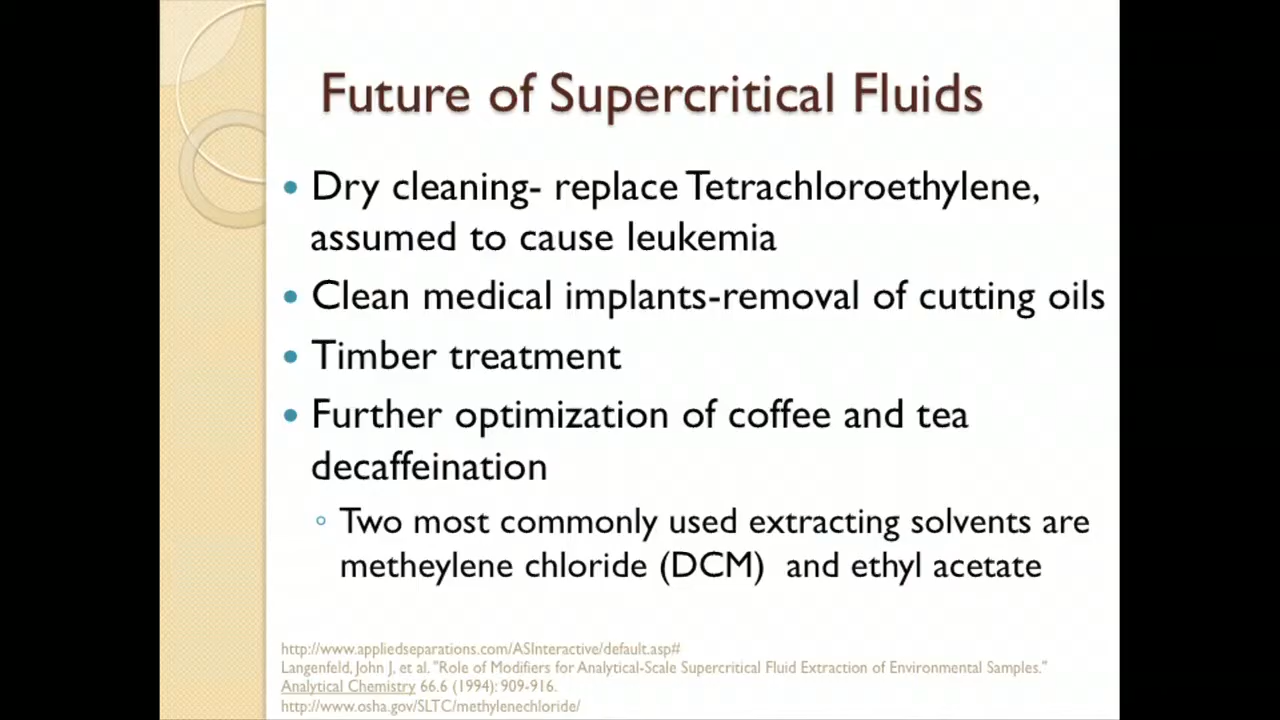 Future of Supercritical Fluids
• Dry cleaning- replace Tetrachloroethylene,
assumed to cause leukemia
• Clean medical implants-removal of cutting oils
• Timber treatment
• Further optimization of coffee and tea
decaffeination
◦ Two most commonly used extracting solvents are
metheylene chloride (DCM)  and ethyl acetate
http://www.appliedseparations.com/ASInteractive/default.asp#
Langenfeld, John J, et al. "Role of Modifiers for Analytical-Scale Supercritical Fluid Extraction of Environmental Samples."
Analytical Chemistry 66.6 (1994): 909-916.
http://www.osha.gov/SLTC/methylenechloride/